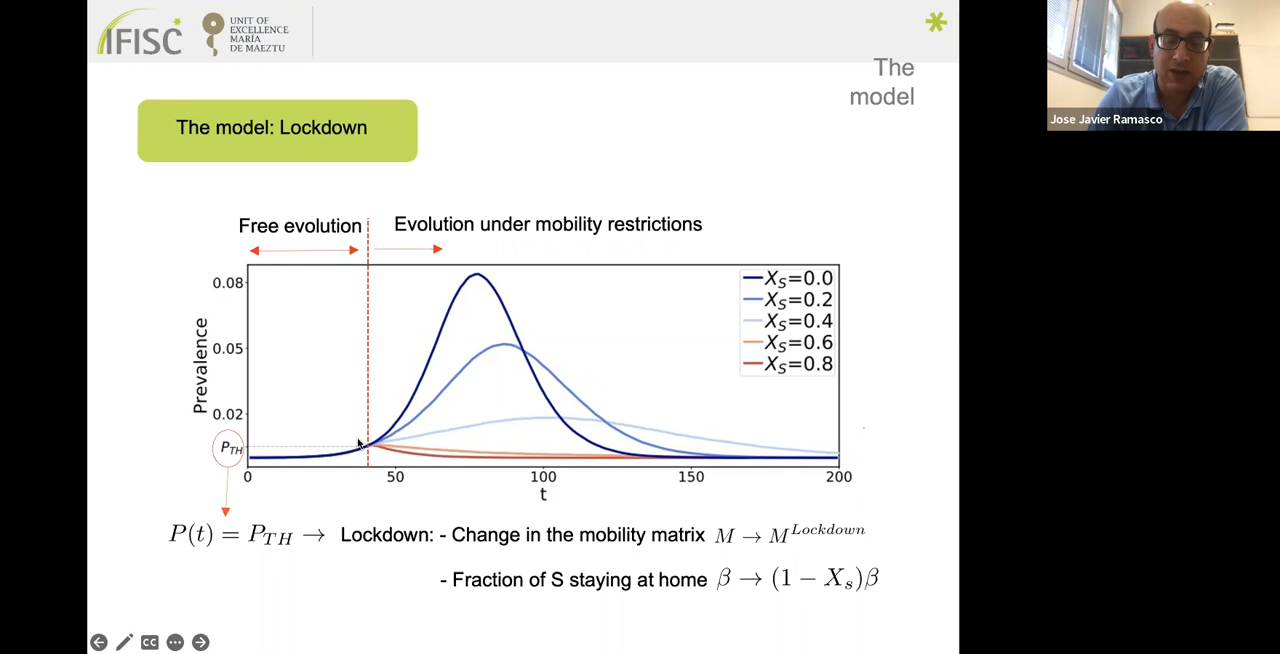 IFISC
UNIT OF
EXCELLENCE
MARÍA
DE MAEZTU
*
The
model
The model: Lockdown
Jose Javier Ramasco
Free evolution
Evolution under mobility restrictions
0.08
0.05
0.02
P_TH
Prevalence
X_S=0.0
X_S=0.2
X_S=0.4
X_S=0.6
X_S=0.8
0 50 100 150 200
t
P(t) = P_TH → Lockdown: - Change in the mobility matrix M → M^Lockdown
- Fraction of S staying at home β → (1 − X_s)β
CC